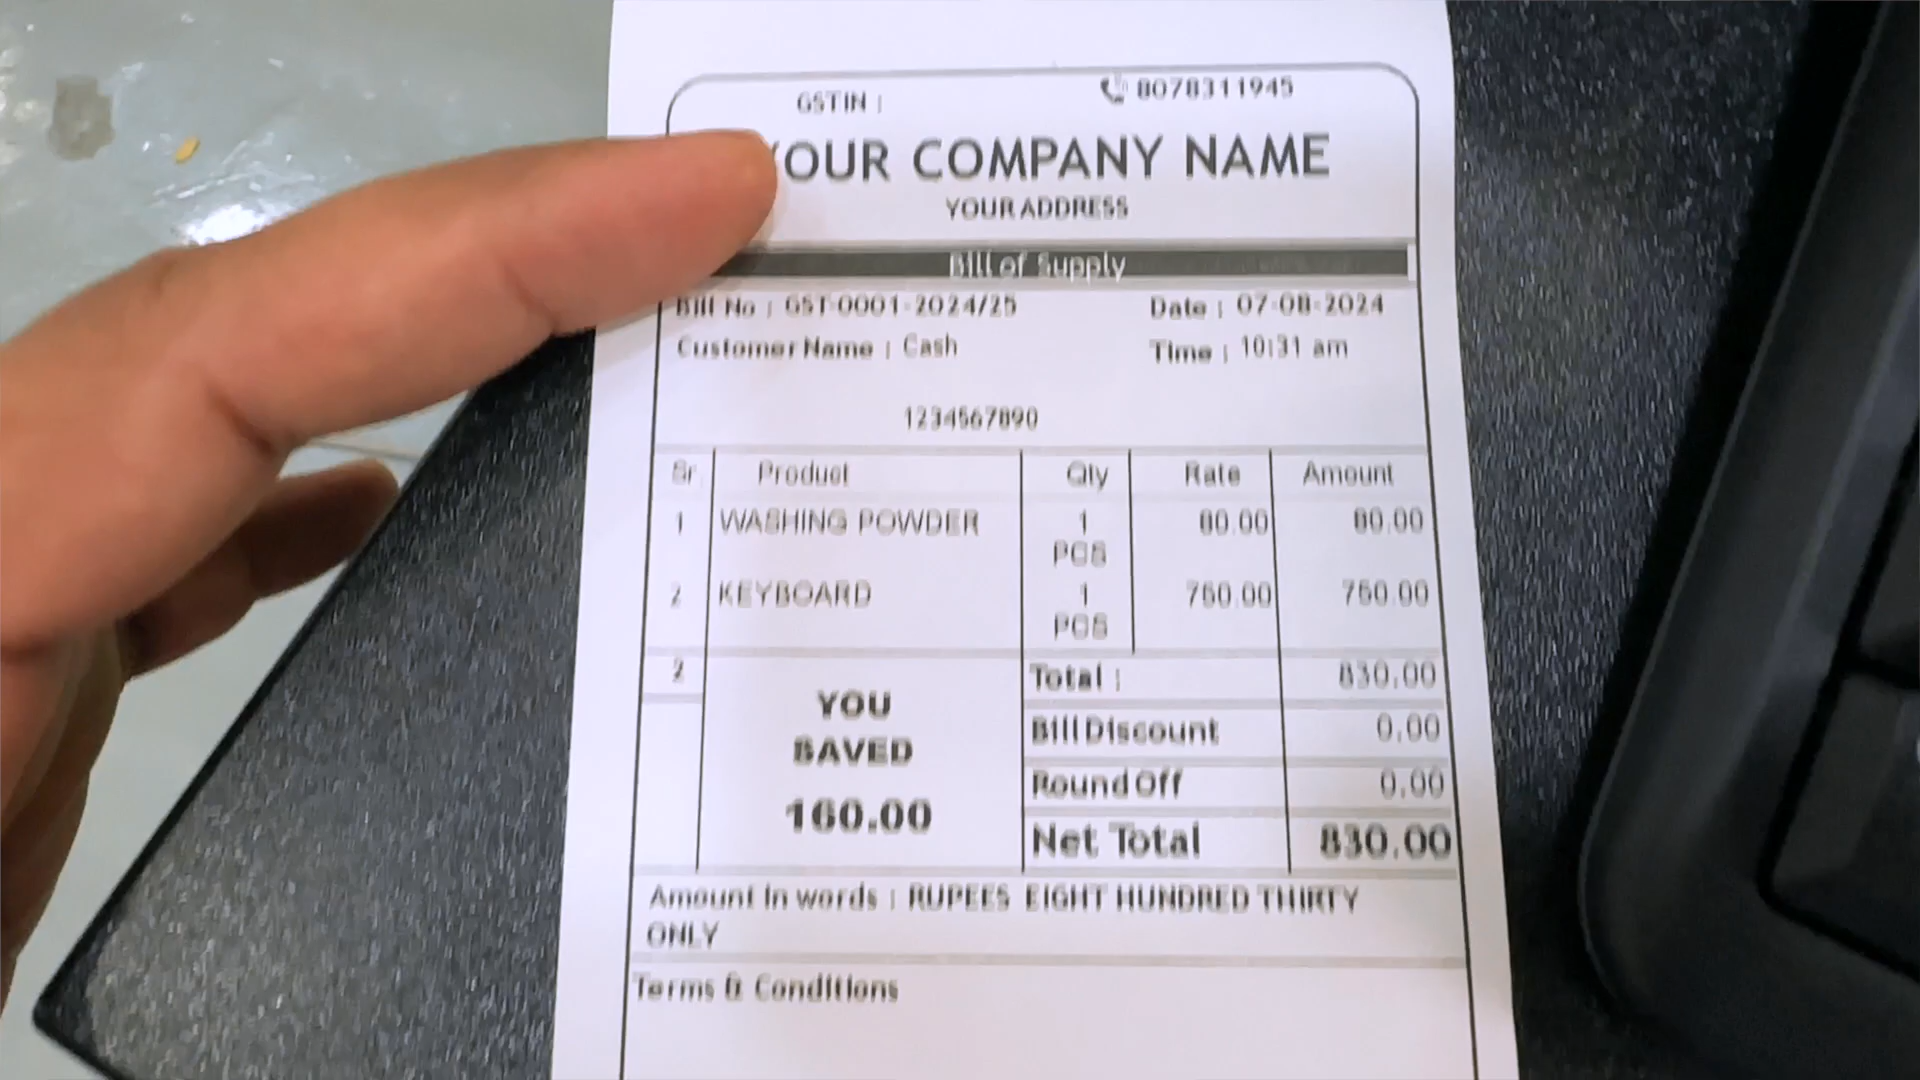 GSTIN :
8078311945
YOUR COMPANY NAME
YOUR ADDRESS
Bill of Supply
Bill No : GST-0001-2024/25
Date : 07-08-2024
Customer Name : Cash
Time : 10:31 am
1234567890
Sr Product Qty Rate Amount
1 WASHING POWDER 1 PCS 80.00 80.00
2 KEYBOARD 1 PCS 750.00 750.00
2
Total : 830.00
YOU
SAVED
160.00
Bill Discount 0.00
Round Off 0.00
Net Total 830.00
Amount In words : RUPEES EIGHT HUNDRED THIRTY
ONLY
Terms & Conditions